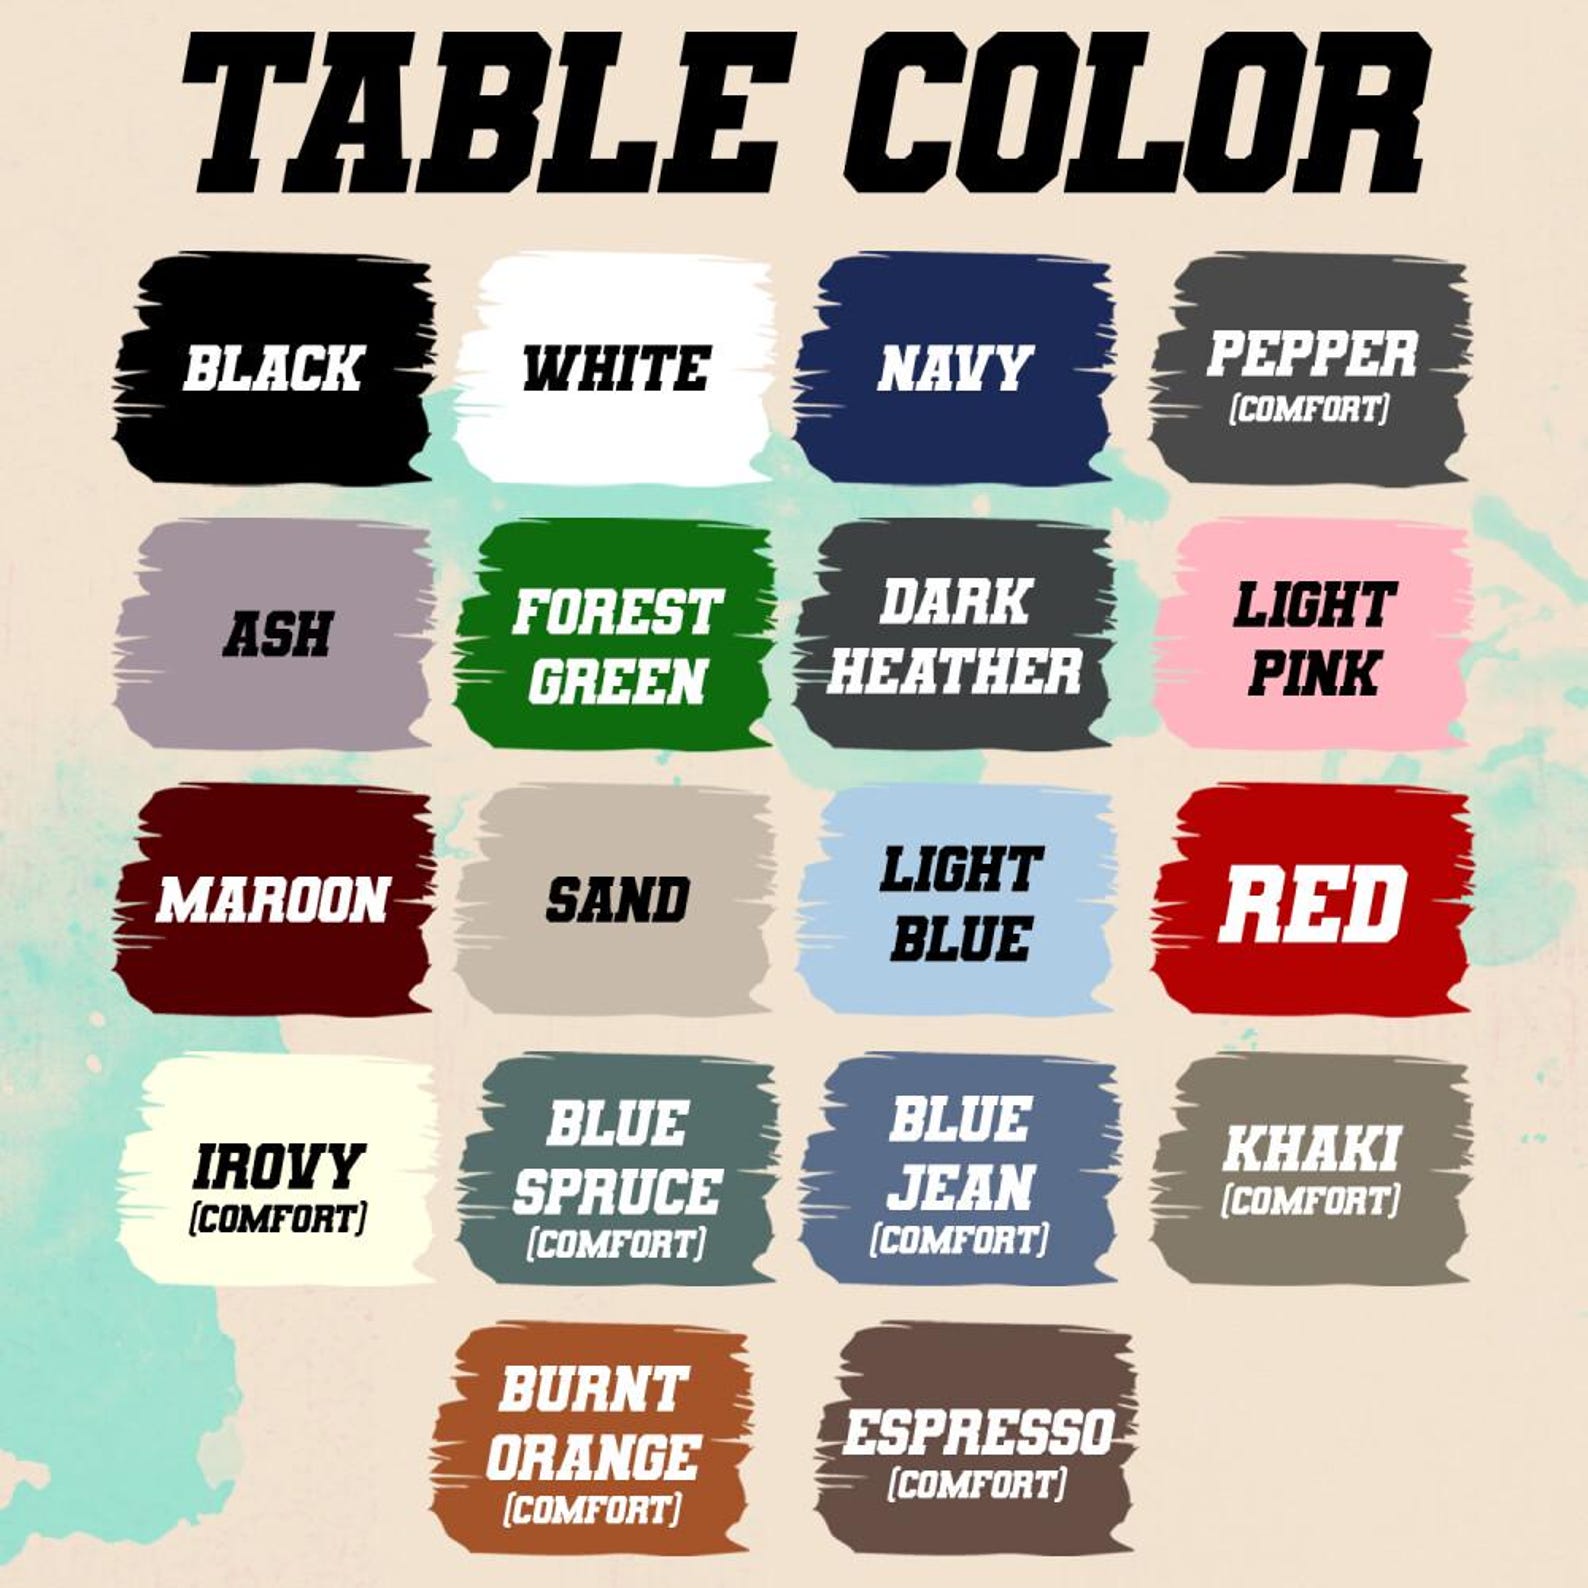 TABLE COLOR
BLACK
WHITE
NAVY
PEPPER
(COMFORT)
ASH
FOREST
GREEN
DARK
HEATHER
LIGHT
PINK
MAROON
SAND
LIGHT
BLUE
RED
IROVY
(COMFORT)
BLUE
SPRUCE
(COMFORT)
BLUE
JEAN
(COMFORT)
KHAKI
(COMFORT)
BURNT
ORANGE
(COMFORT)
ESPRESSO
(COMFORT)